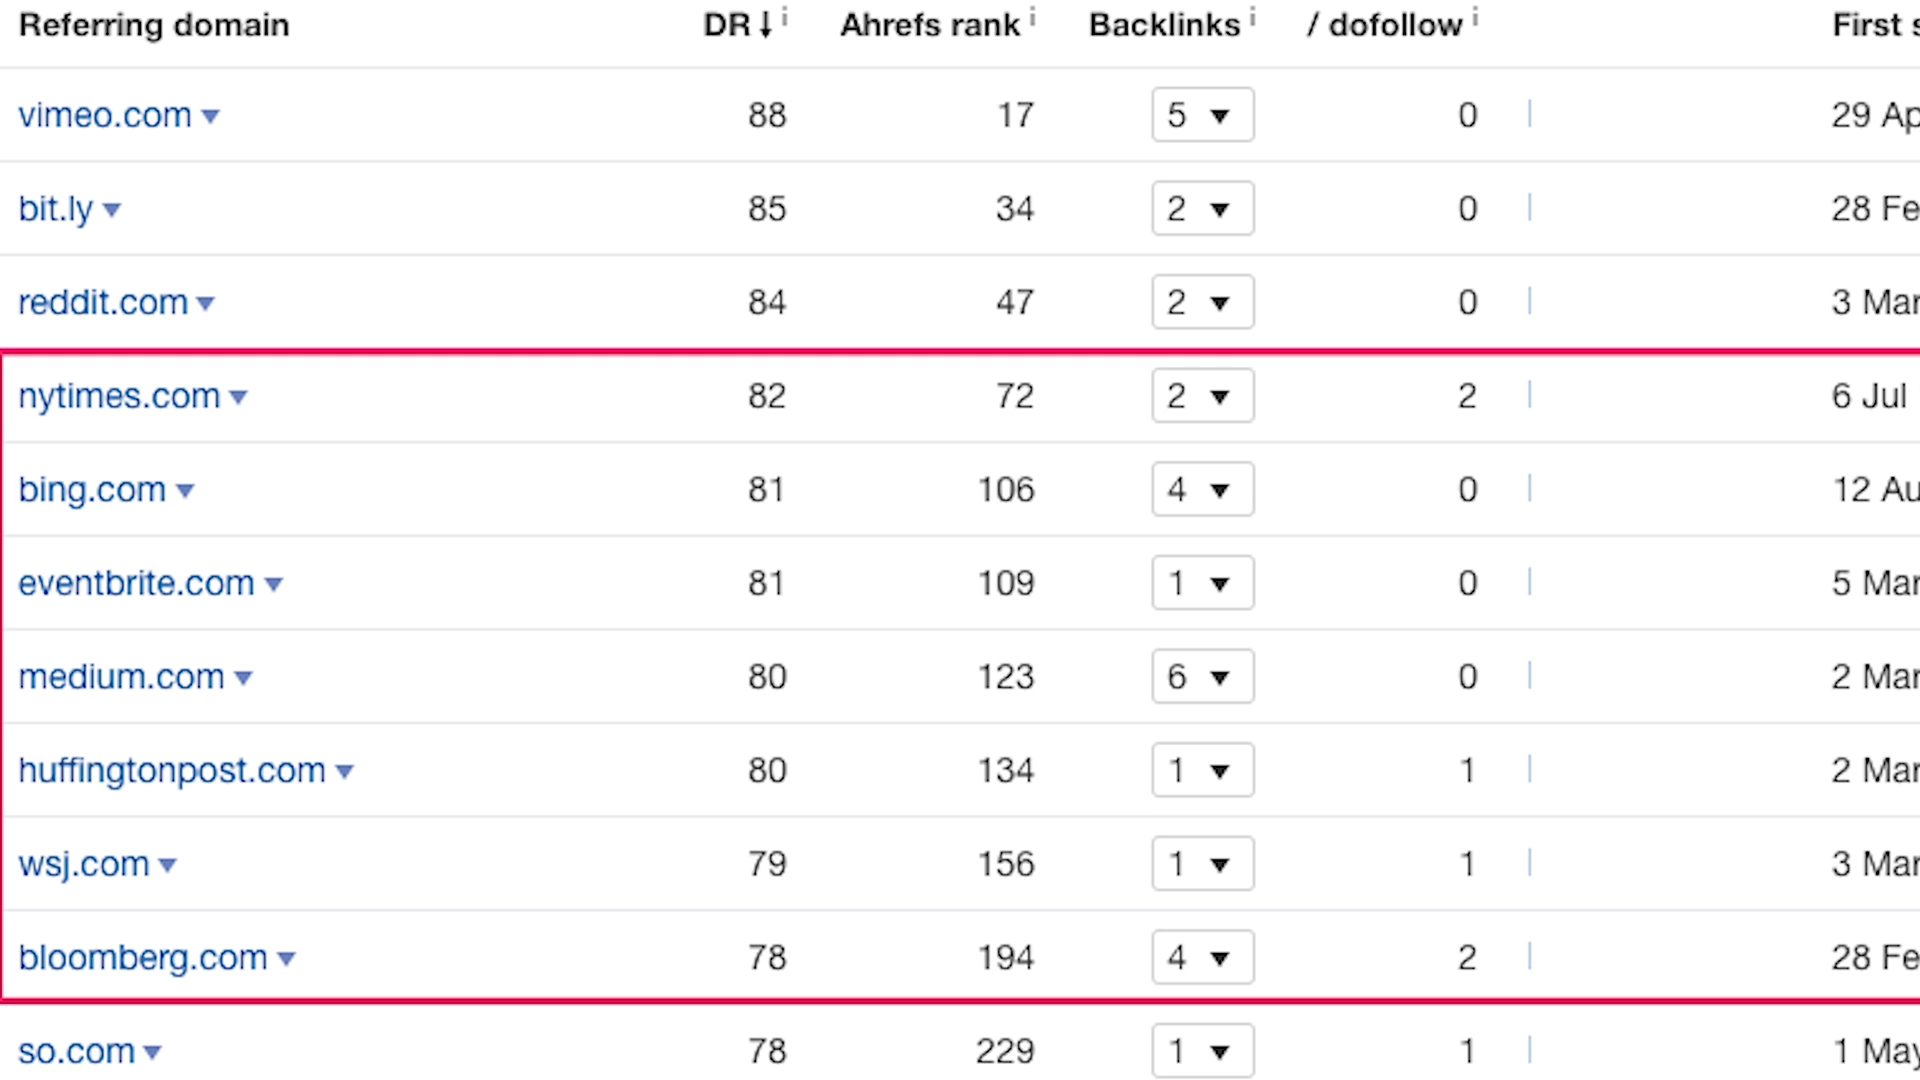 Referring domain DR ↓ i Ahrefs rank i Backlinks i / dofollow i First s
vimeo.com 88 17 5 0 29 Ap
bit.ly 85 34 2 0 28 Fe
reddit.com 84 47 2 0 3 Mar
nytimes.com 82 72 2 2 6 Jul
bing.com 81 106 4 0 12 Au
eventbrite.com 81 109 1 0 5 Mar
medium.com 80 123 6 0 2 Mar
huffingtonpost.com 80 134 1 1 2 Mar
wsj.com 79 156 1 1 3 Mar
bloomberg.com 78 194 4 2 28 Fe
so.com 78 229 1 1 1 May